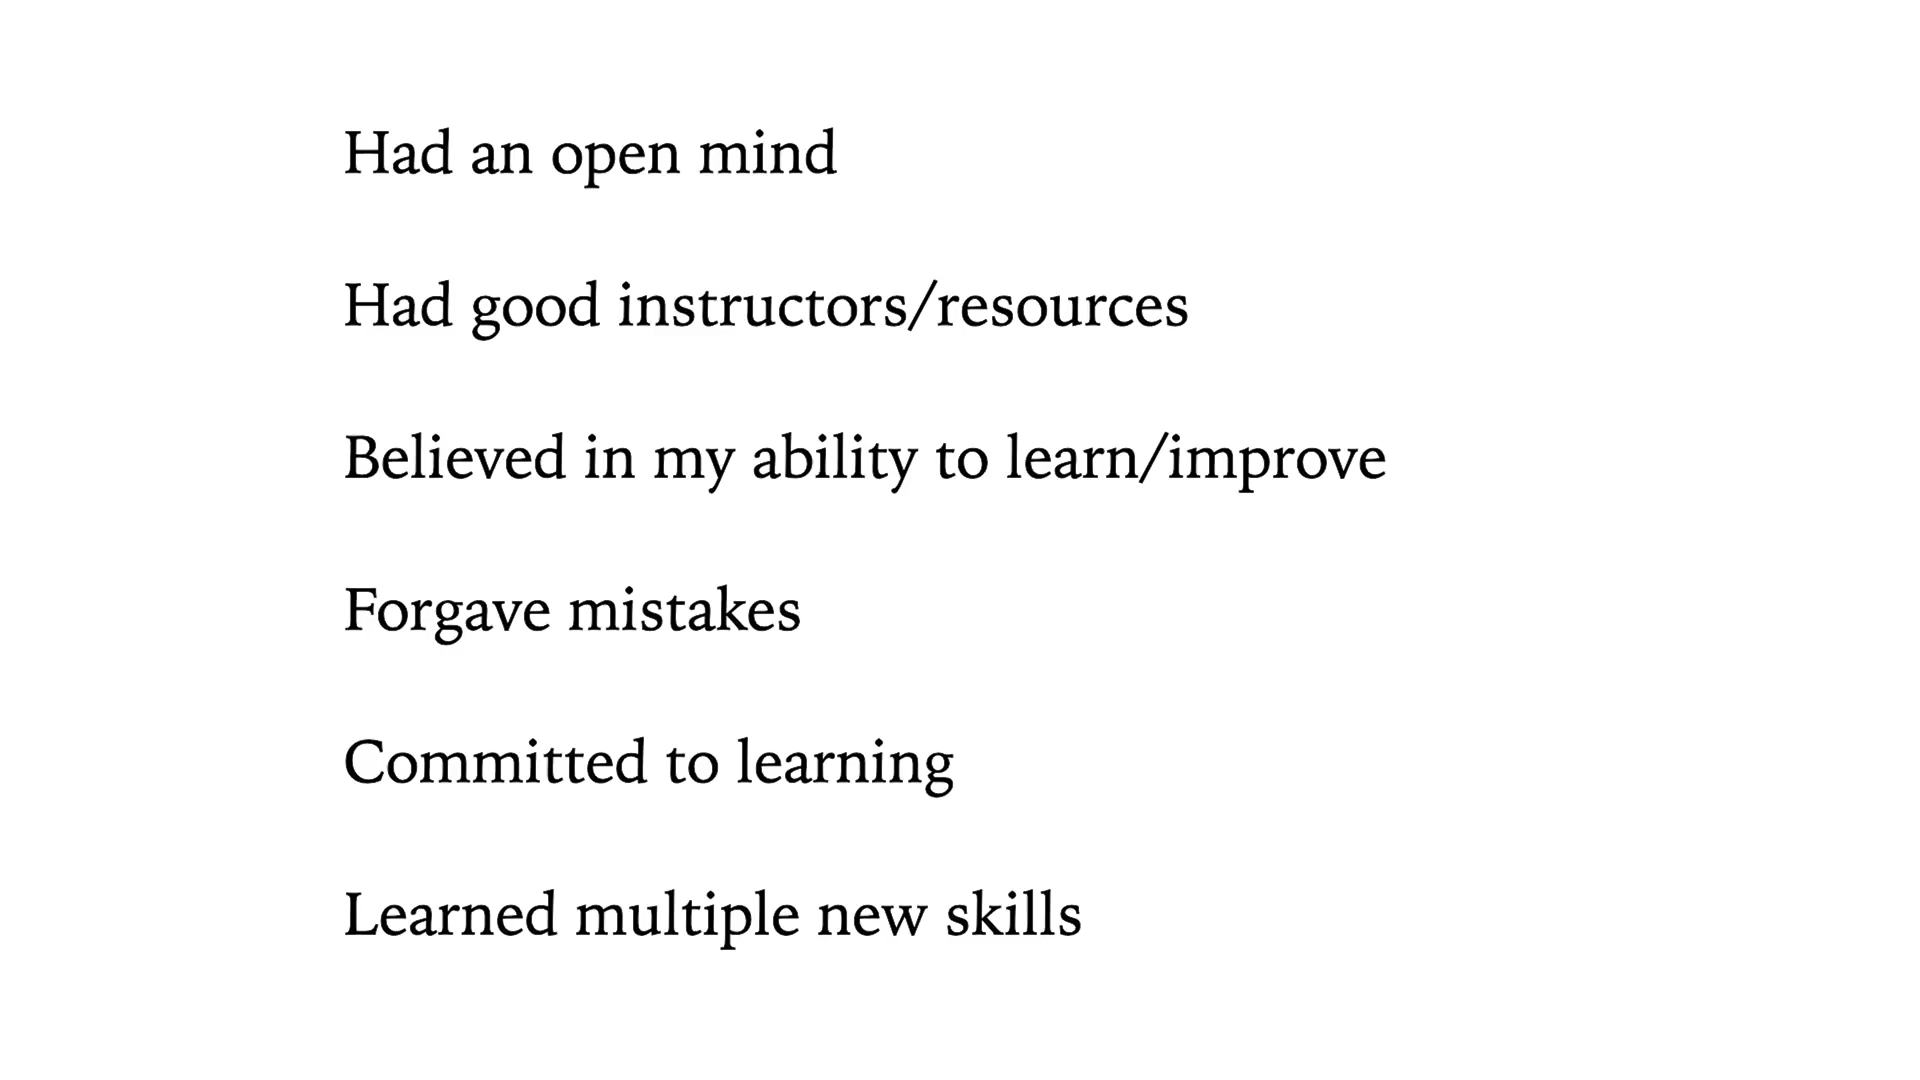 Had an open mind
Had good instructors/resources
Believed in my ability to learn/improve
Forgave mistakes
Committed to learning
Learned multiple new skills